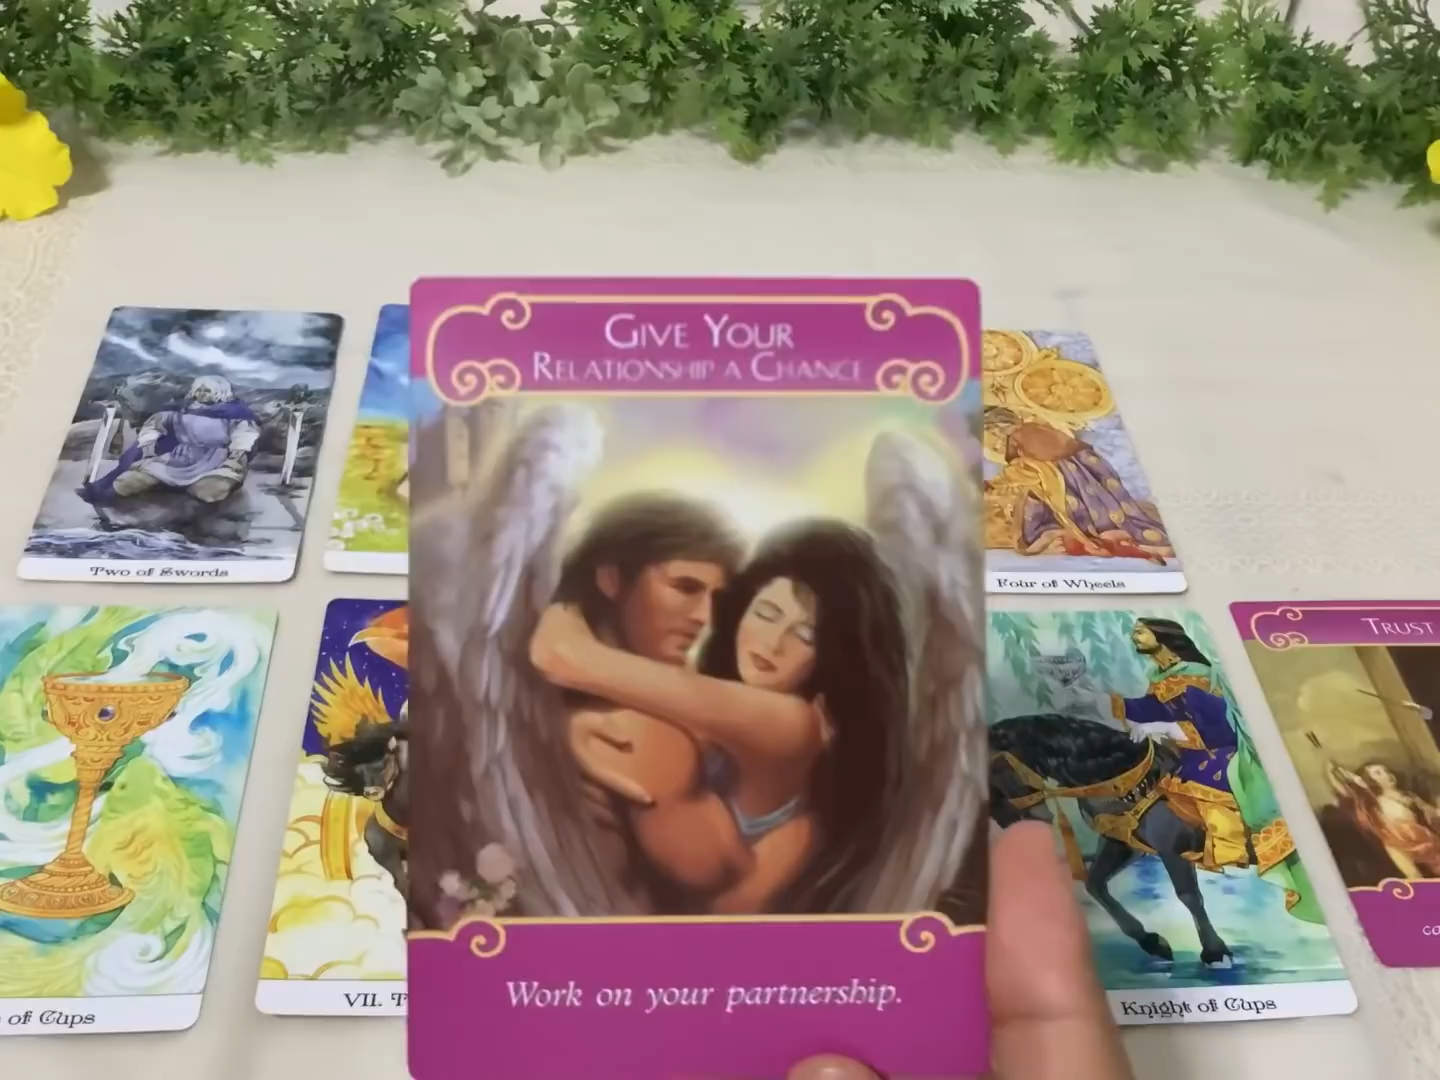 GIVE YOUR
RELATIONSHIP A CHANCE
Two of Swords
Four of Wheels
TRUST
of Cups
VII. T
Work on your partnership.
Knight of Cups